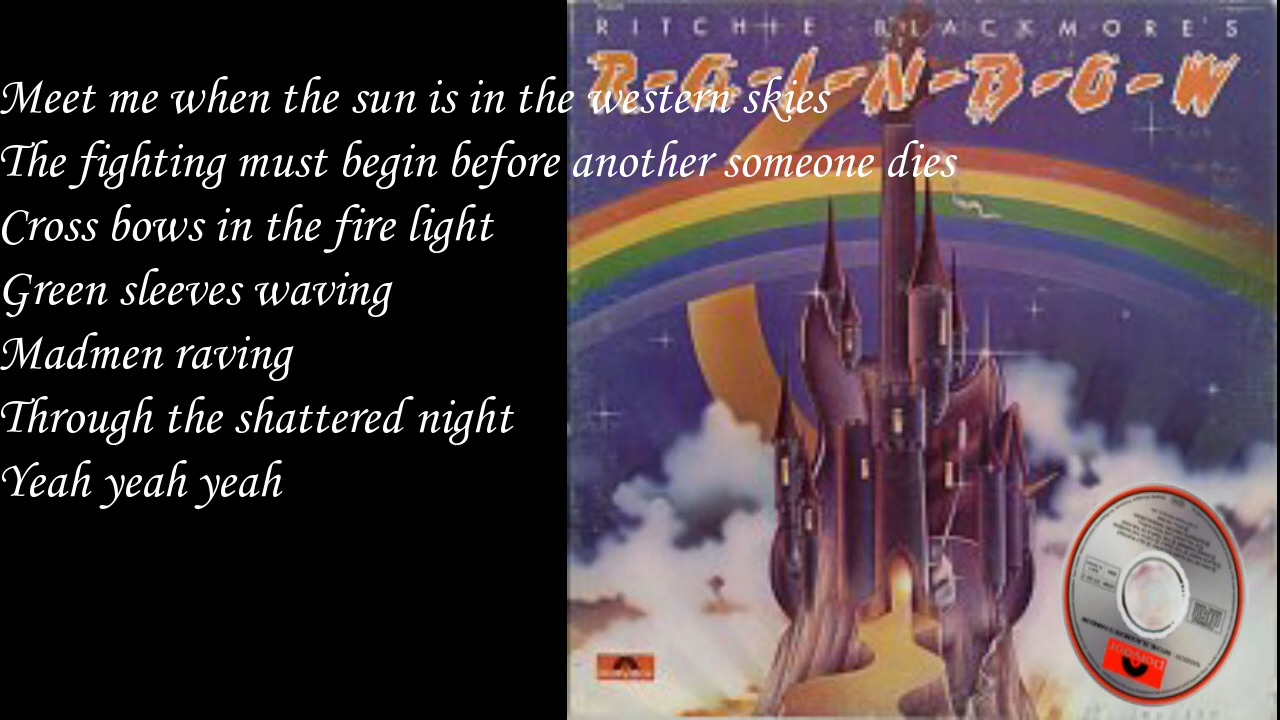 RITCHIE BLACKMORE'S
R-A-I-N-B-O-W
Meet me when the sun is in the western skies
The fighting must begin before another someone dies
Cross bows in the fire light
Green sleeves waving
Madmen raving
Through the shattered night
Yeah yeah yeah
Polydor